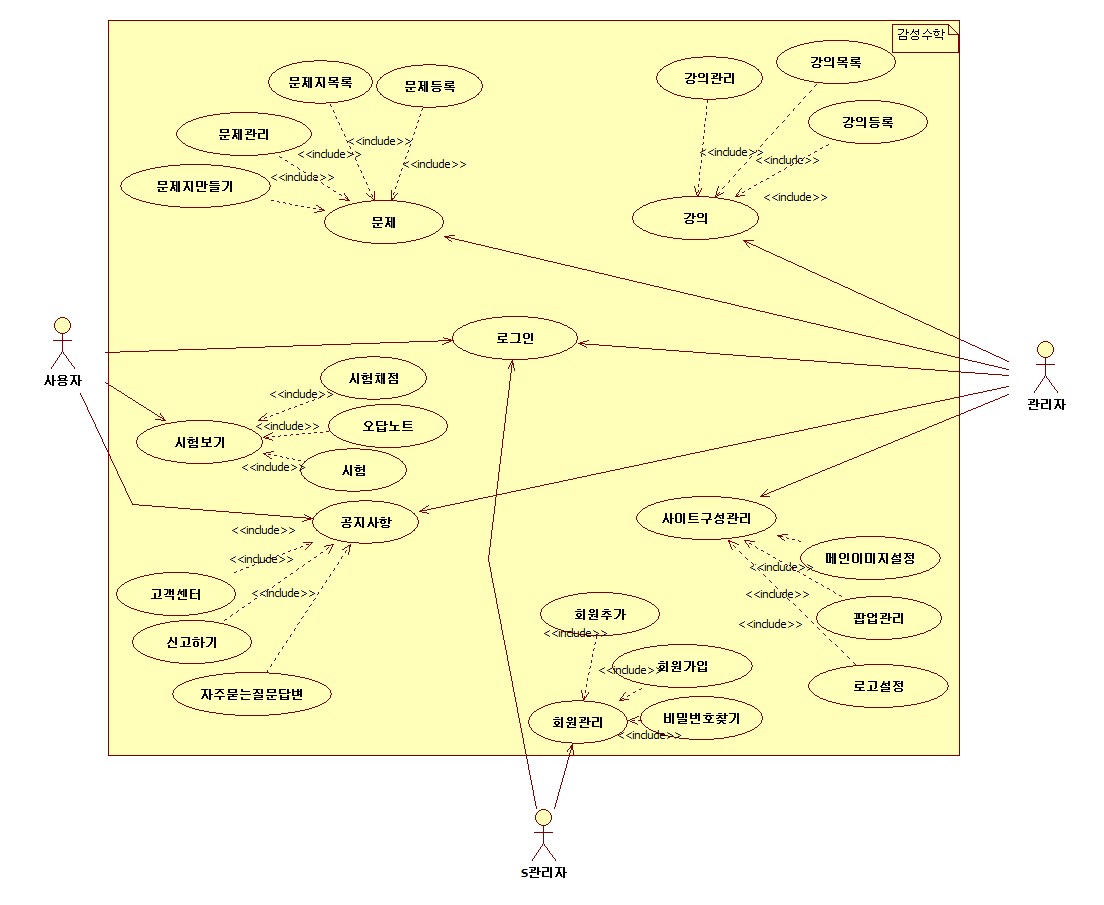 감성수학
문제지목록
문제등록
강의관리
강의목록
문제관리
강의등록
<<include>>
<<include>>
<<include>>
<<include>>
<<include>>
<<include>>
<<include>>
문제지만들기
문제
강의
로그인
사용자
관리자
시험채점
<<include>>
오답노트
<<include>>
시험보기
<<include>>
시험
공지사항
사이트구성관리
<<include>>
<<include>>
<<include>>
고객센터
신고하기
자주묻는질문답변
메인이미지설정
<<include>>
<<include>>
<<include>>
팝업관리
로고설정
회원추가
<<include>>
회원가입
<<include>>
회원관리
비밀번호찾기
<<include>>
s관리자